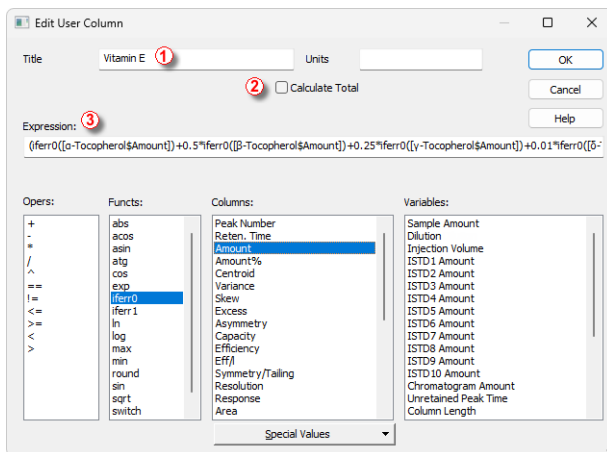 Edit User Column
Title
Vitamin E
1
Units
OK
2
Calculate Total
Cancel
Help
Expression:
3
(iferr0([α-Tocopherol$Amount])+0.5*iferr0([β-Tocopherol$Amount])+0.25*iferr0([γ-Tocopherol$Amount])+0.01*iferr0([δ-
Opers:
+
-
*
/
^
==
!=
<=
>=
<
>
Functs:
abs
acos
asin
atg
cos
exp
iferr0
iferr1
ln
log
max
min
round
sin
sqrt
switch
Columns:
Peak Number
Reten. Time
Amount
Amount%
Centroid
Variance
Skew
Excess
Asymmetry
Capacity
Efficiency
Eff/l
Symmetry/Tailing
Resolution
Response
Area
Variables:
Sample Amount
Dilution
Injection Volume
ISTD1 Amount
ISTD2 Amount
ISTD3 Amount
ISTD4 Amount
ISTD5 Amount
ISTD6 Amount
ISTD7 Amount
ISTD8 Amount
ISTD9 Amount
ISTD10 Amount
Chromatogram Amount
Unretained Peak Time
Column Length
Special Values